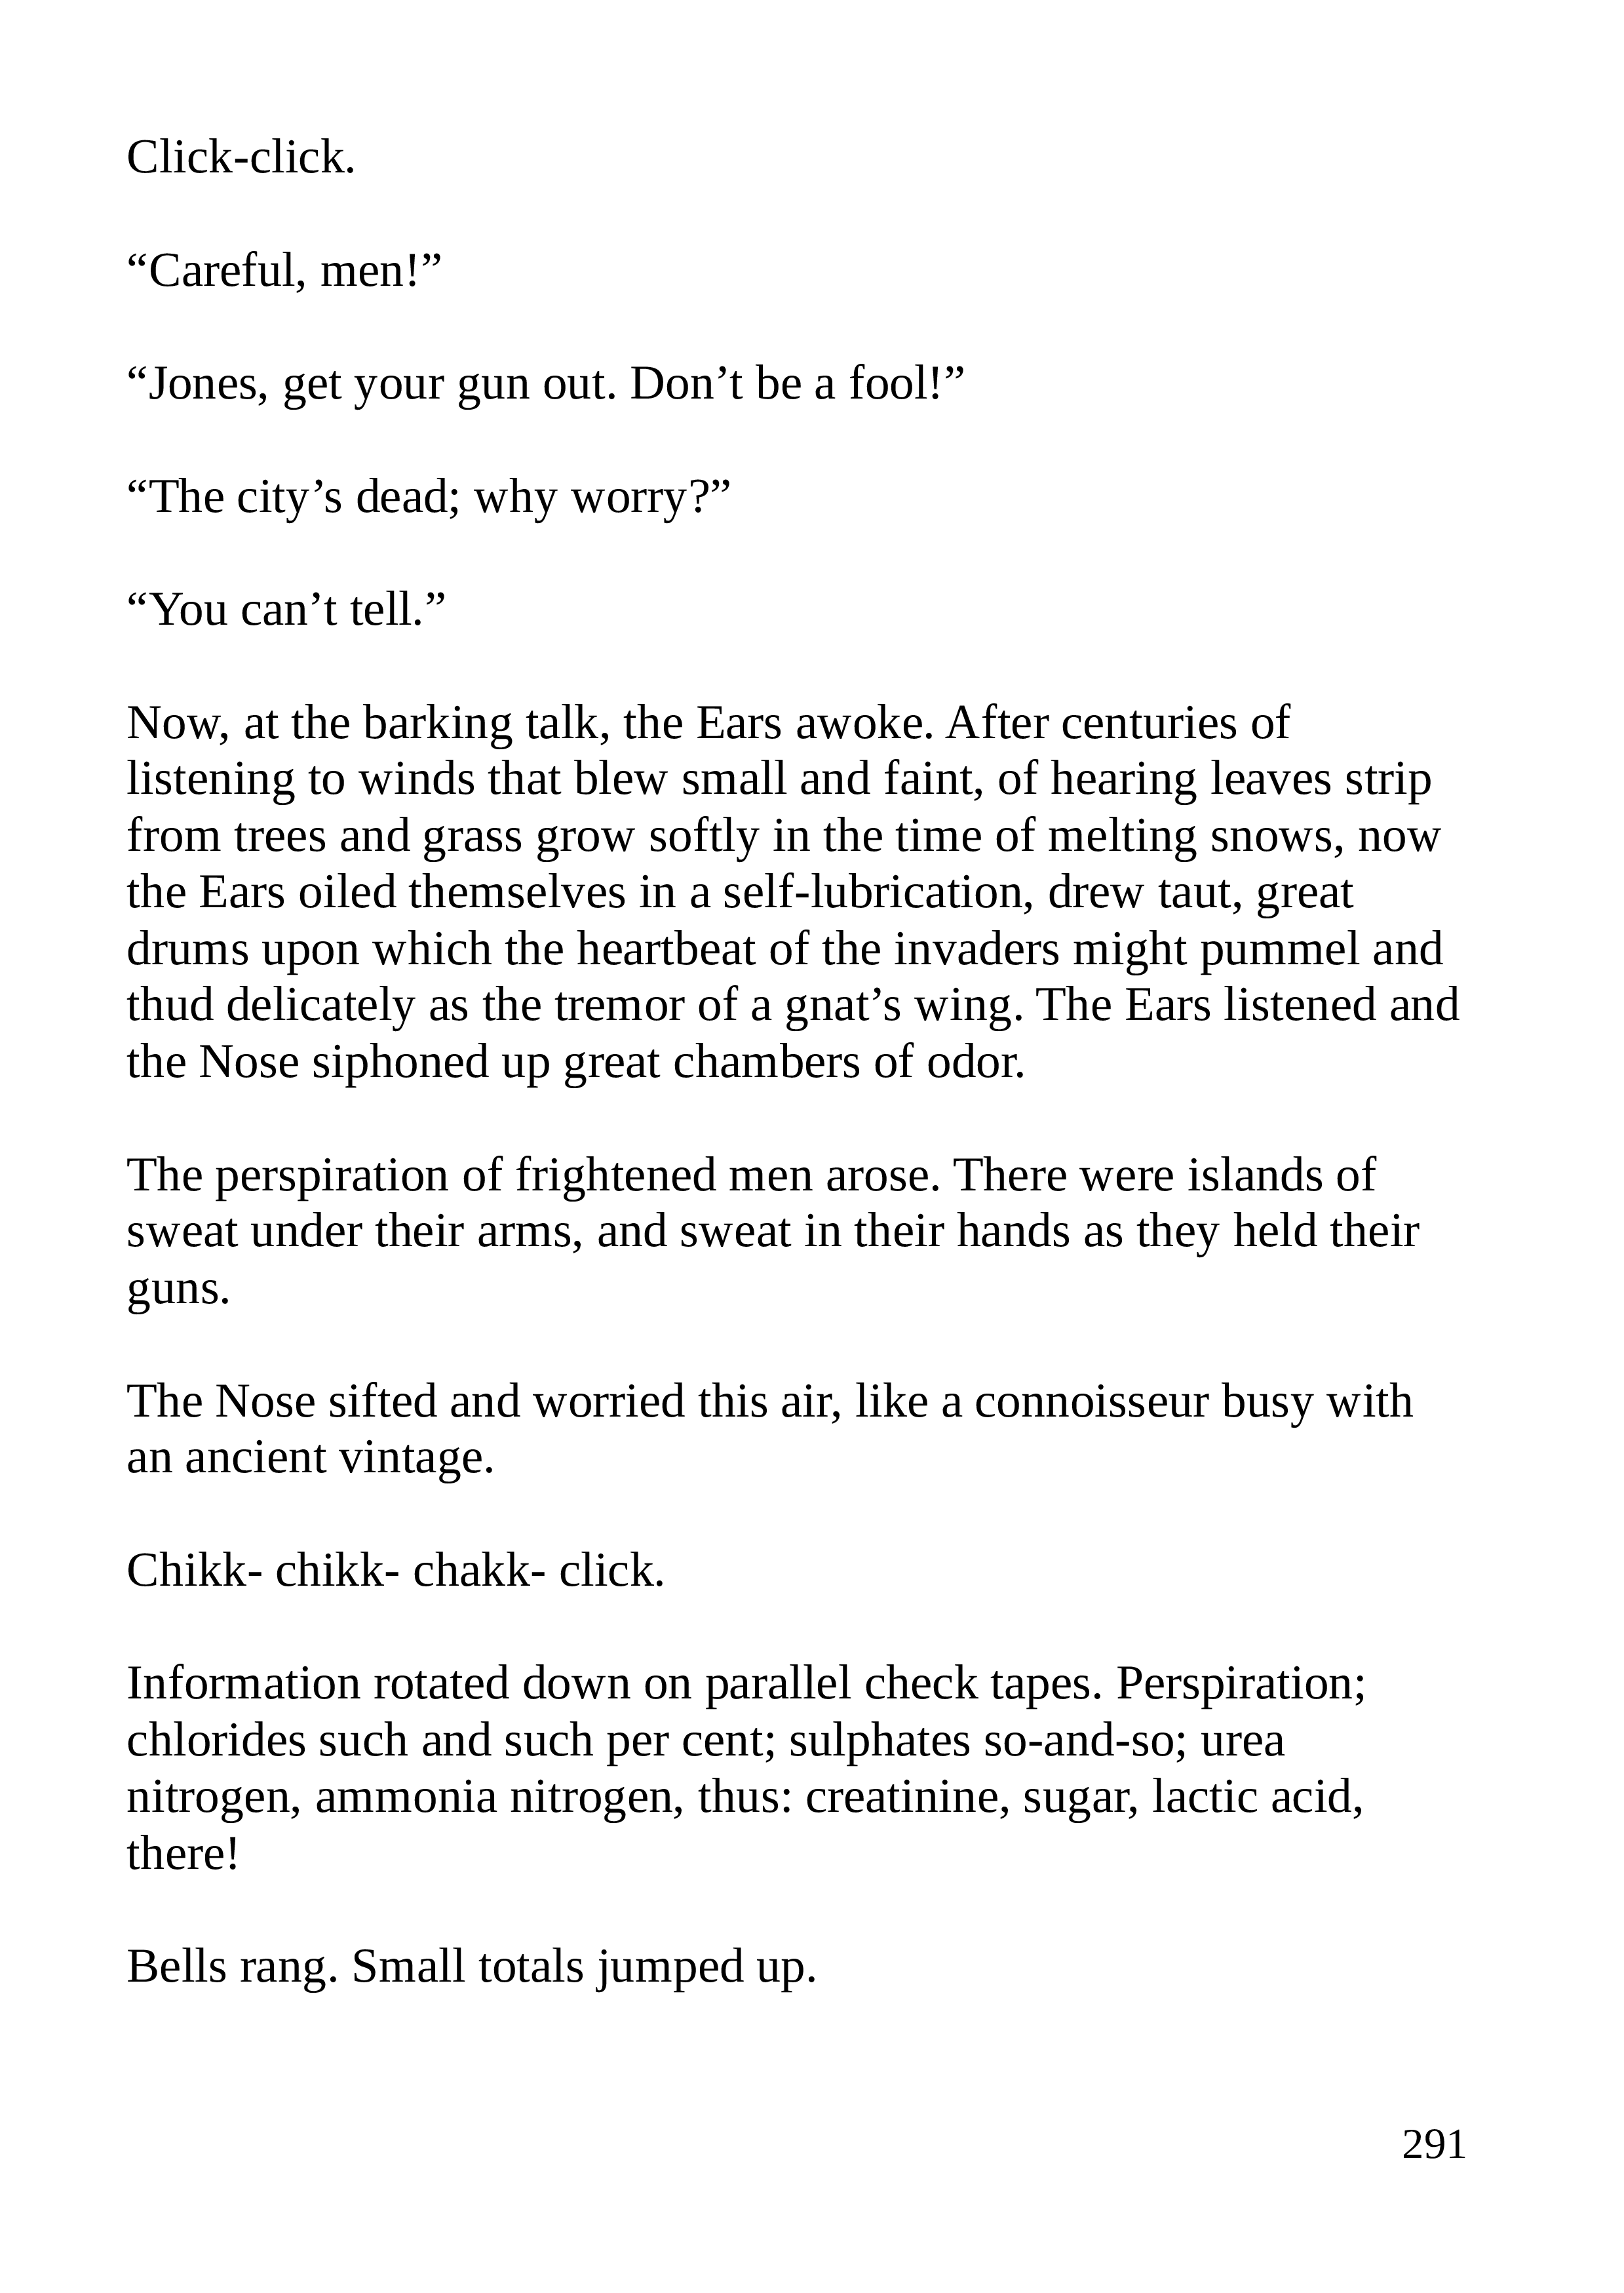 Click-click.
“Careful, men!”
“Jones, get your gun out. Don’t be a fool!”
“The city’s dead; why worry?”
“You can’t tell.”
Now, at the barking talk, the Ears awoke. After centuries of
listening to winds that blew small and faint, of hearing leaves strip
from trees and grass grow softly in the time of melting snows, now
the Ears oiled themselves in a self-lubrication, drew taut, great
drums upon which the heartbeat of the invaders might pummel and
thud delicately as the tremor of a gnat’s wing. The Ears listened and
the Nose siphoned up great chambers of odor.
The perspiration of frightened men arose. There were islands of
sweat under their arms, and sweat in their hands as they held their
guns.
The Nose sifted and worried this air, like a connoisseur busy with
an ancient vintage.
Chikk- chikk- chakk- click.
Information rotated down on parallel check tapes. Perspiration;
chlorides such and such per cent; sulphates so-and-so; urea
nitrogen, ammonia nitrogen, thus: creatinine, sugar, lactic acid,
there!
Bells rang. Small totals jumped up.
291